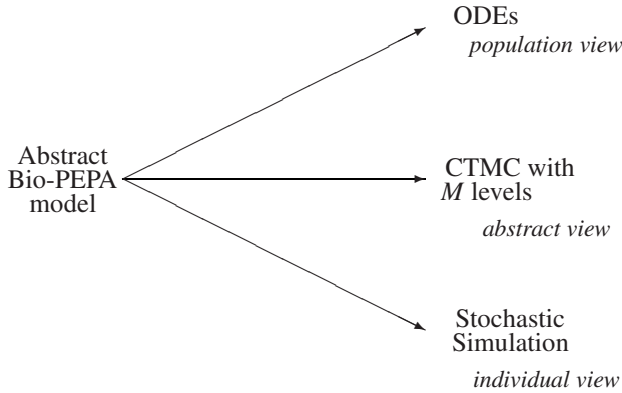 ODEs
population view
Abstract
Bio-PEPA
model
CTMC with
M levels
abstract view
Stochastic
Simulation
individual view